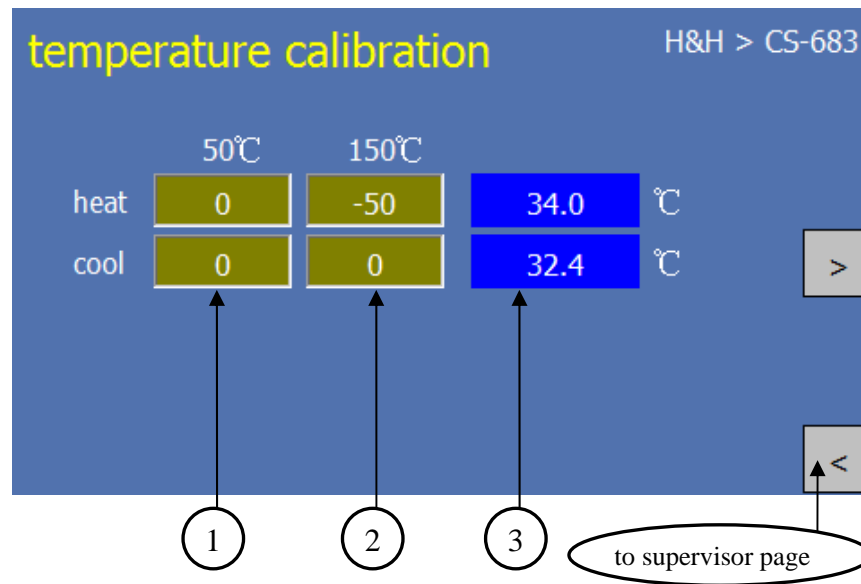 temperature calibration H&H > CS-683
50℃ 150℃
heat 0 -50 34.0 ℃
cool 0 0 32.4 ℃
>
<
1 2 3 to supervisor page